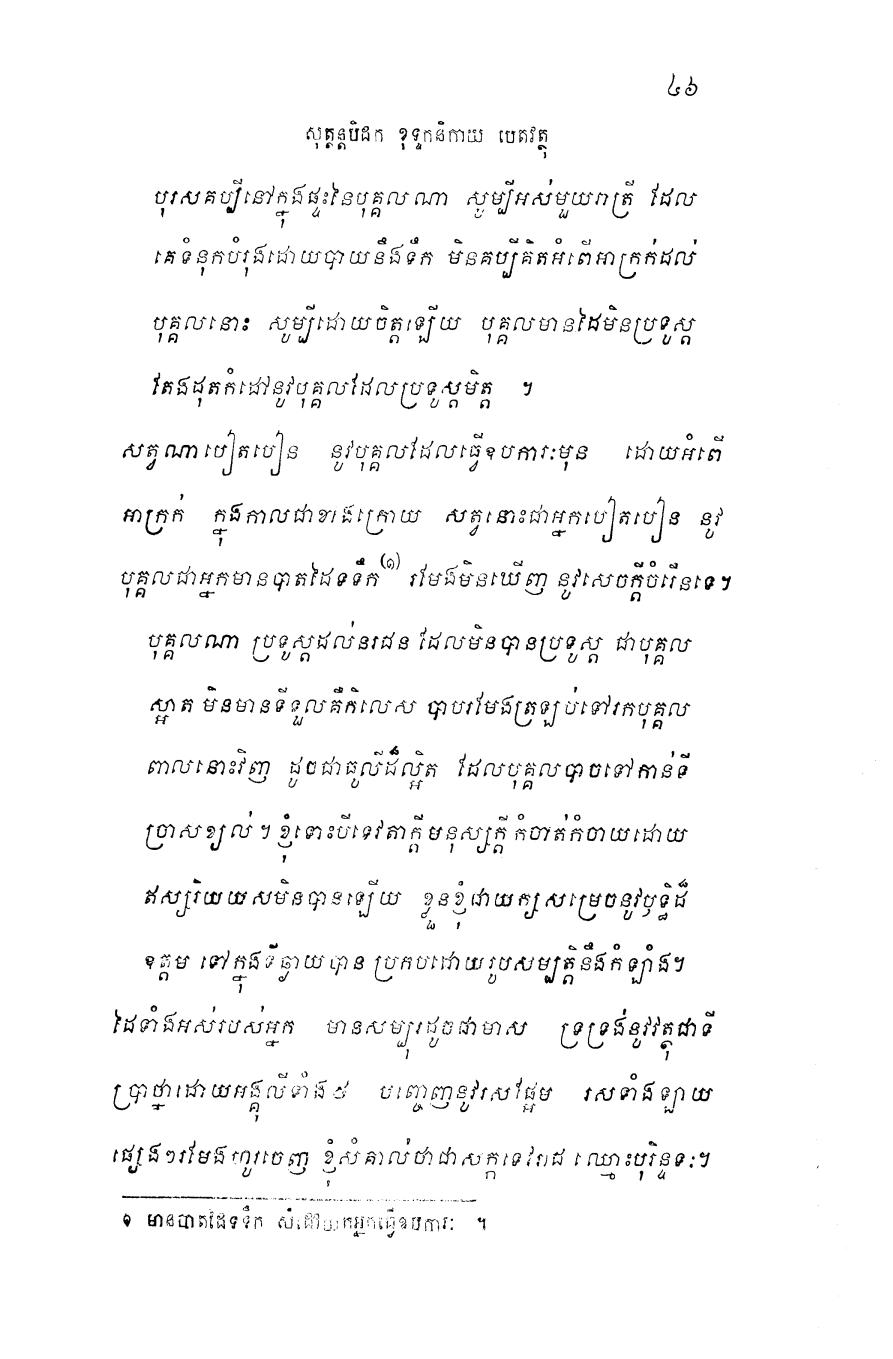 ៤៦
សុត្តន្តបិដក ខុទ្ទកនិកាយ បេតវត្ថុ
បុរសគប្បីនៅក្នុងផ្ទះនៃបុគ្គលណា សូម្បីអស់មួយរាត្រី ដែល
គេទំនុកបំរុងដោយបាយនឹងទឹក មិនគប្បីគិតអំពើអាក្រក់ដល់
បុគ្គលនោះ សូម្បីដោយចិត្តឡើយ បុគ្គលមានដៃមិនប្រទូស្ត
តែងដុតកំដៅនូវបុគ្គលដែលប្រទូស្តមិត្ត ។
សត្វណាបៀតបៀន នូវបុគ្គលដែលធ្វើឧបការៈមុន ដោយអំពើ
អាក្រក់ ក្នុងកាលជាខាងក្រោយ សត្វនោះជាអ្នកបៀតបៀន នូវ
បុគ្គលជាអ្នកមានបាតដៃទទឹក(១) រមែងមិនឃើញ នូវសេចក្តីចំរើនទេ។
បុគ្គលណា ប្រទូស្តដល់នរជន ដែលមិនបានប្រទូស្ត ជាបុគ្គល
ស្អាត មិនមានទីទួលគឺកិលេស បាបរមែងត្រឡប់ទៅរកបុគ្គល
ពាលនោះវិញ ដូចជាធូលីដ៏ល្អិត ដែលបុគ្គលបាចទៅកាន់ទី
ច្រាសខ្យល់ ។ ខ្ញុំទោះបីទេវតាក្តីមនុស្សក្តី កំចាត់កំចាយដោយ
ឥស្សរិយយសមិនបានឡើយ ខ្លួនខ្ញុំជាយក្សសម្រេចនូវឫទ្ធិដ៏
ឧត្តម ទៅក្នុងទីឆ្ងាយបាន ប្រកបដោយរូបសម្បត្តិនឹងកំឡាំង។
ដៃទាំងអស់របស់អ្នក មានសម្បុរដូចជាមាស ទ្រទ្រង់នូវវត្ថុជាទី
ប្រាថ្នាដោយអង្គុលីទាំង៥ បញ្ចេញនូវរសផ្អែម រសទាំងឡាយ
ផ្សេងៗរមែងហូរចេញ ខ្ញុំសំគាល់ថាជាសក្កទេវរាជ ឈ្មោះបុរិន្ទទៈ។
១ មានបាតដៃទទឹក សំដៅយកអ្នកធ្វើឧបការៈ ។